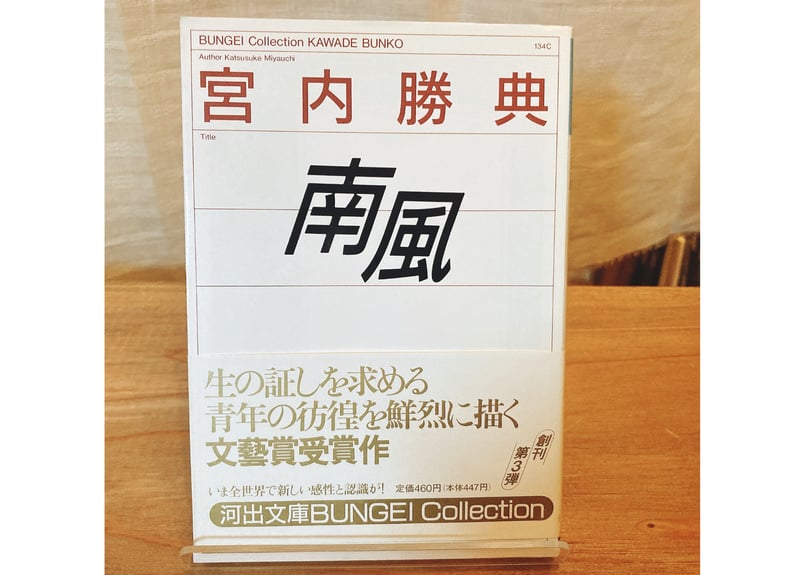 BUNGEI Collection KAWADE BUNKO 134C
Author Katsusuke Miyauchi
宮内勝典
Title
南風
生の証しを求める
青年の彷徨を鮮烈に描く
文藝賞受賞作
創刊
第3弾
いま全世界で新しい感性と認識が! 定価460円(本体447円)
河出文庫BUNGEI Collection